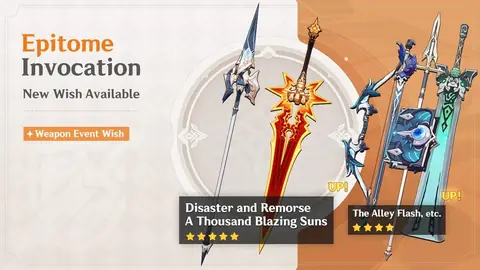 Epitome
Invocation
New Wish Available
Weapon Event Wish
UP!
Disaster and Remorse
A Thousand Blazing Suns
UP!
The Alley Flash, etc.